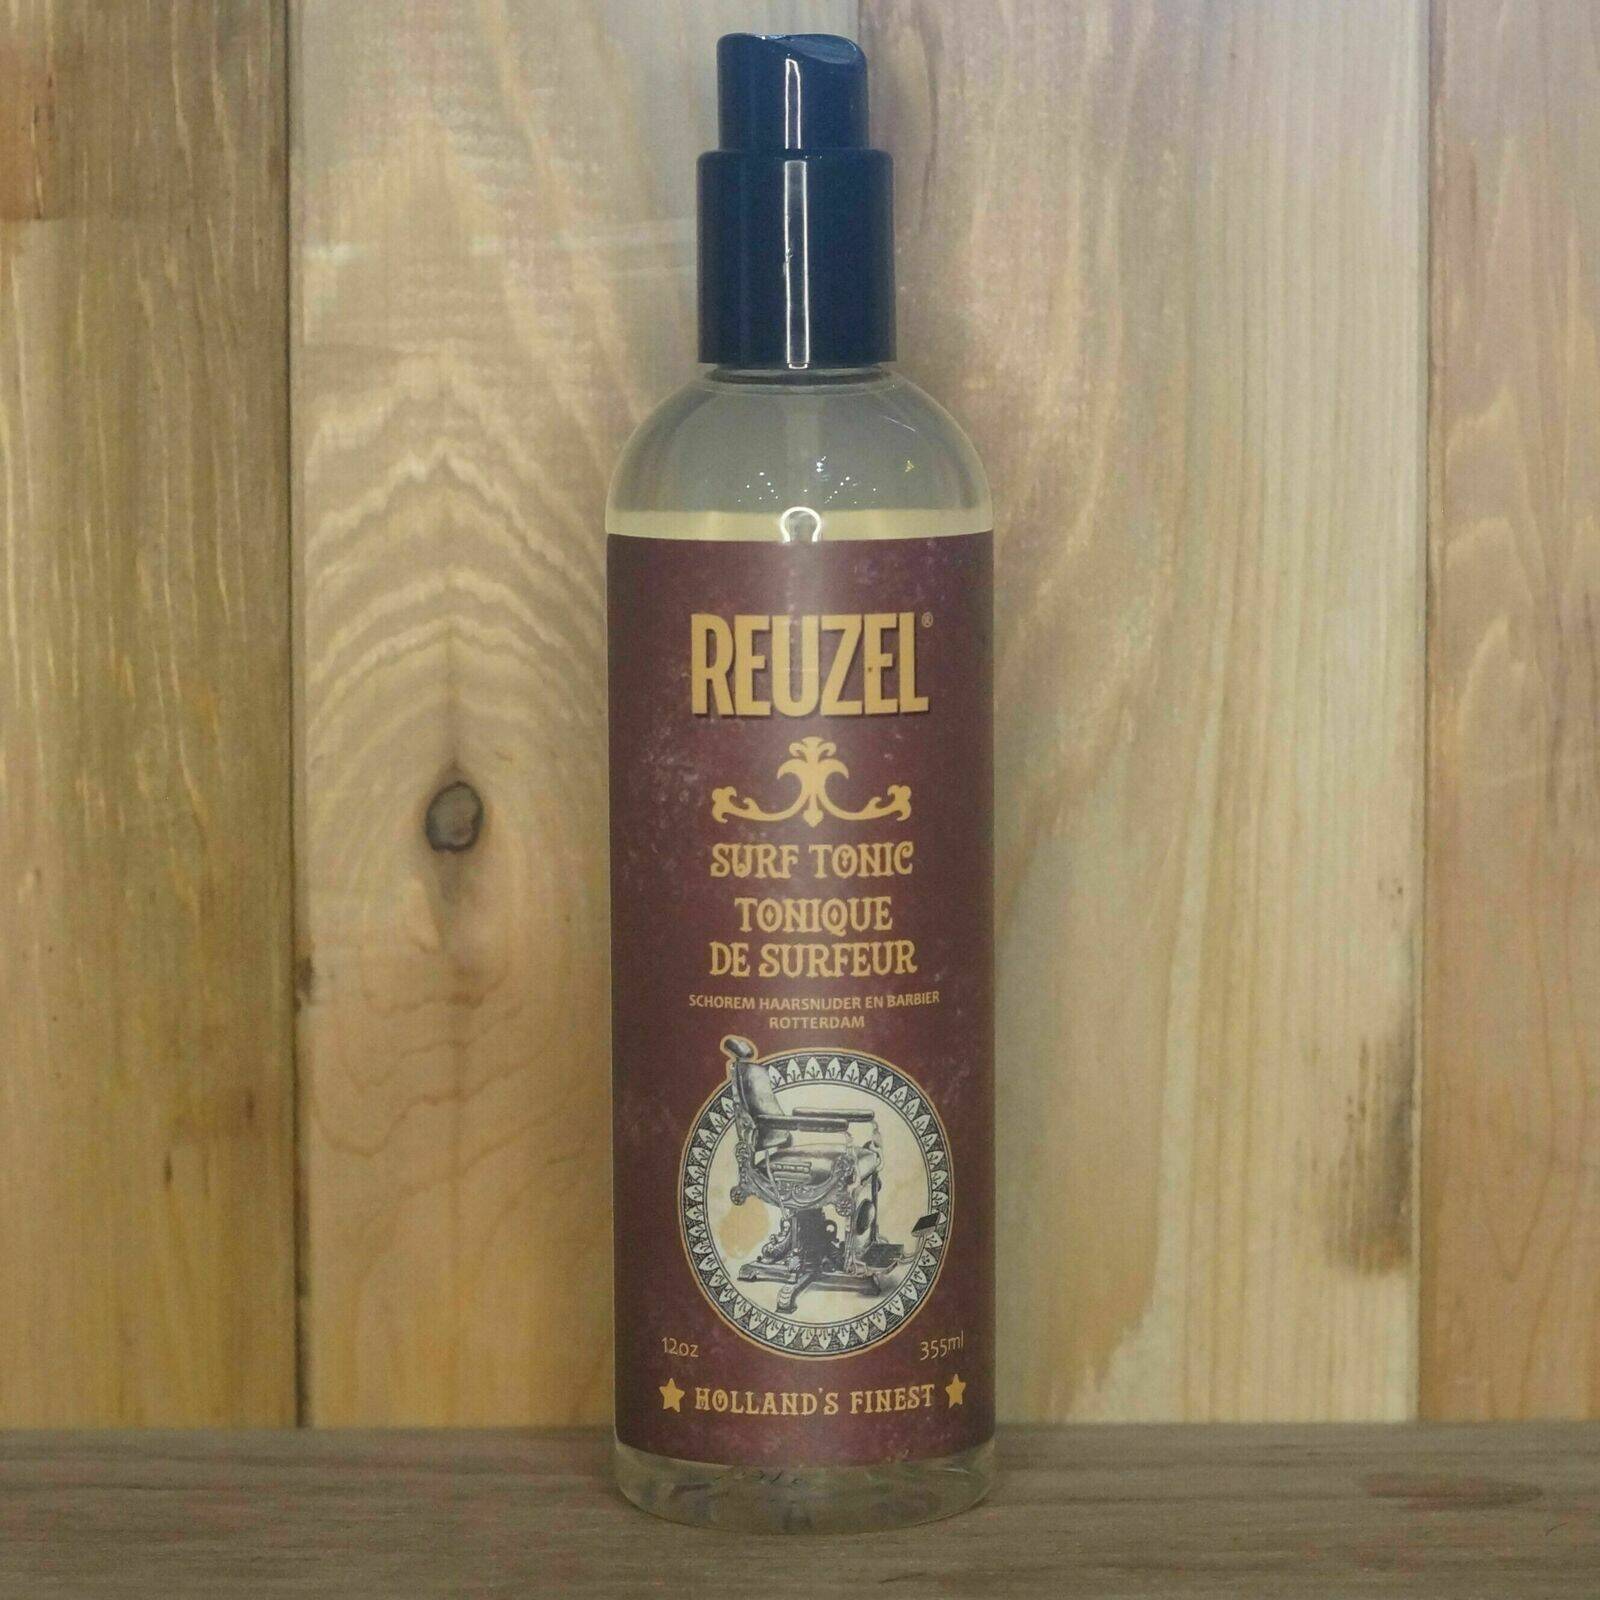 REUZEL®
SURF TONIC
TONIQUE
DE SURFEUR
SCHOREM HAARSNIJDER EN BARBIER
ROTTERDAM
12oz 355ml
HOLLAND'S FINEST